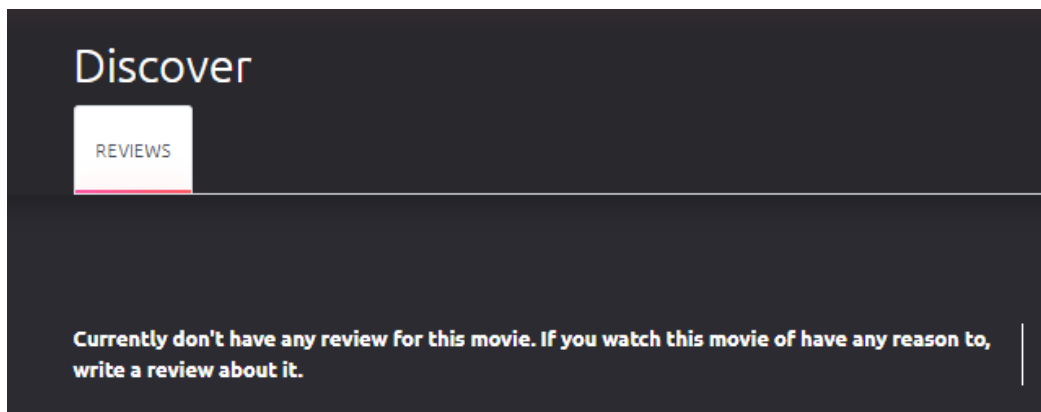 Discover
REVIEWS
Currently don't have any review for this movie. If you watch this movie of have any reason to,
write a review about it.